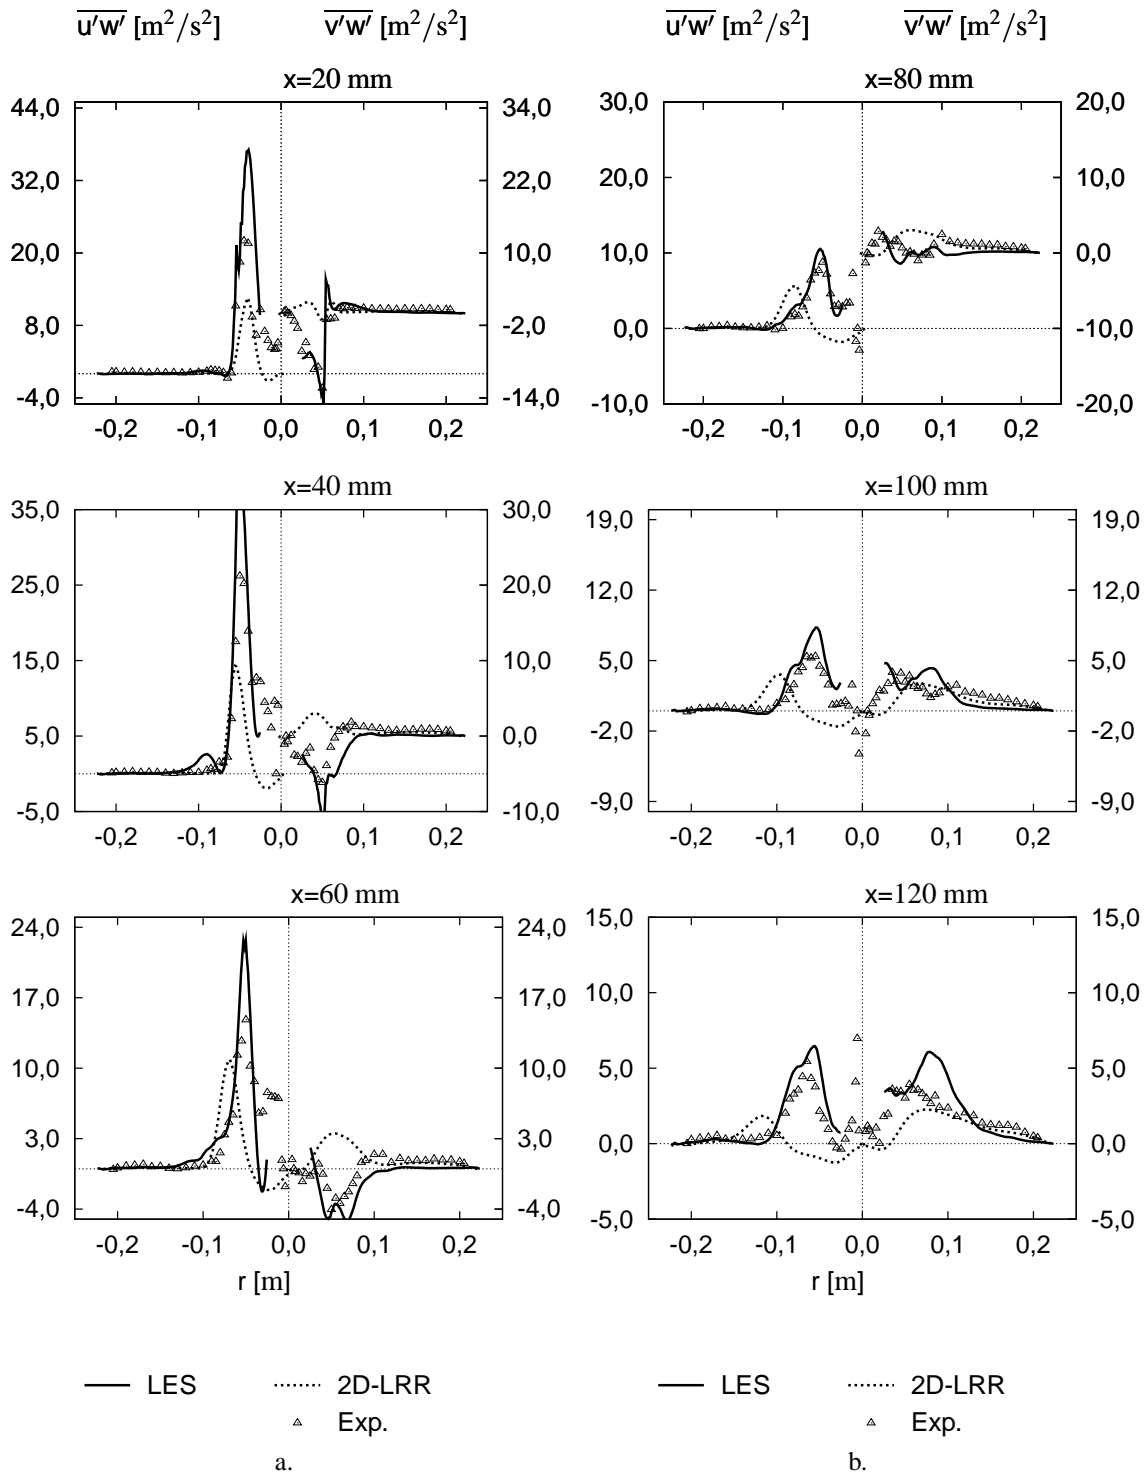 u′w′ [m²/s²] v′w′ [m²/s²] u′w′ [m²/s²] v′w′ [m²/s²]
x=20 mm
44,0 34,0
32,0 22,0
20,0 10,0
8,0 -2,0
-4,0 -14,0
-0,2 -0,1 0,0 0,1 0,2
x=80 mm
30,0 20,0
20,0 10,0
10,0 0,0
0,0 -10,0
-10,0 -20,0
-0,2 -0,1 0,0 0,1 0,2
x=40 mm
35,0 30,0
25,0 20,0
15,0 10,0
5,0 0,0
-5,0 -10,0
-0,2 -0,1 0,0 0,1 0,2
x=100 mm
19,0 19,0
12,0 12,0
5,0 5,0
-2,0 -2,0
-9,0 -9,0
-0,2 -0,1 0,0 0,1 0,2
x=60 mm
24,0 24,0
17,0 17,0
10,0 10,0
3,0 3,0
-4,0 -4,0
-0,2 -0,1 0,0 0,1 0,2
r [m]
x=120 mm
15,0 15,0
10,0 10,0
5,0 5,0
0,0 0,0
-5,0 -5,0
-0,2 -0,1 0,0 0,1 0,2
r [m]
LES 2D-LRR
Exp.
a.
LES 2D-LRR
Exp.
b.